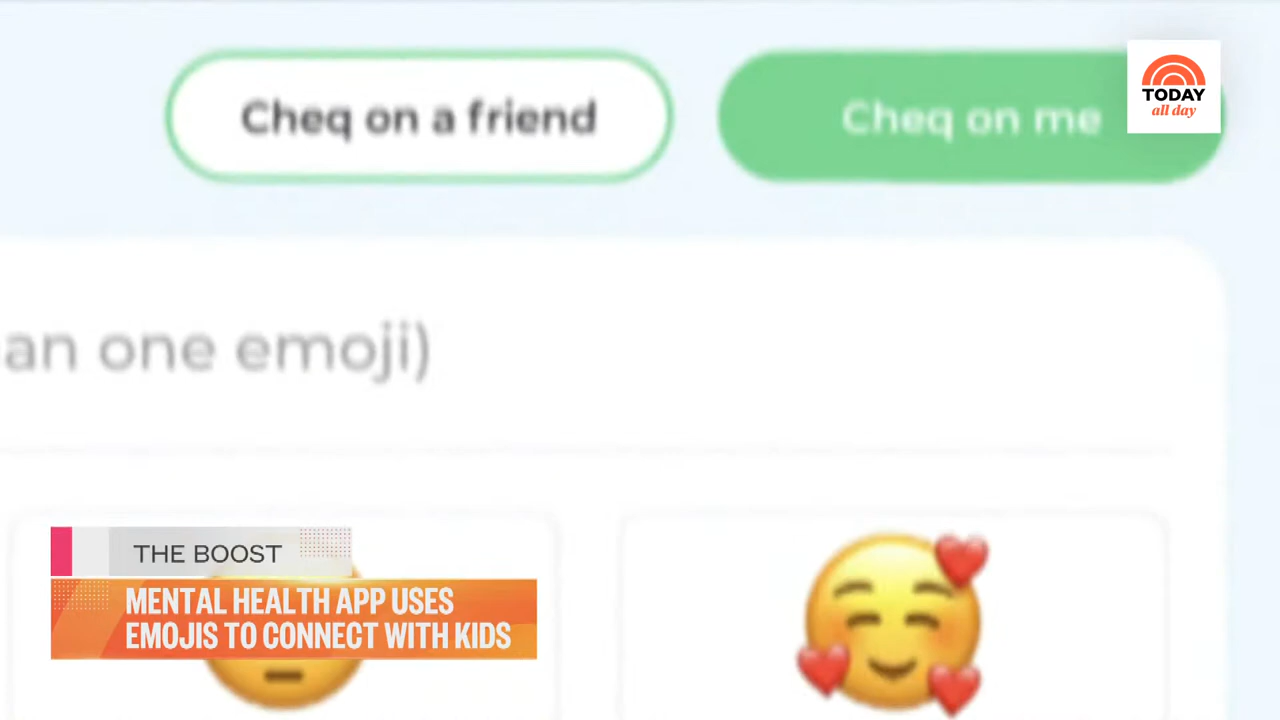 Cheq on a friend
Cheq on me
TODAY
all day
an one emoji)
THE BOOST
MENTAL HEALTH APP USES
EMOJIS TO CONNECT WITH KIDS